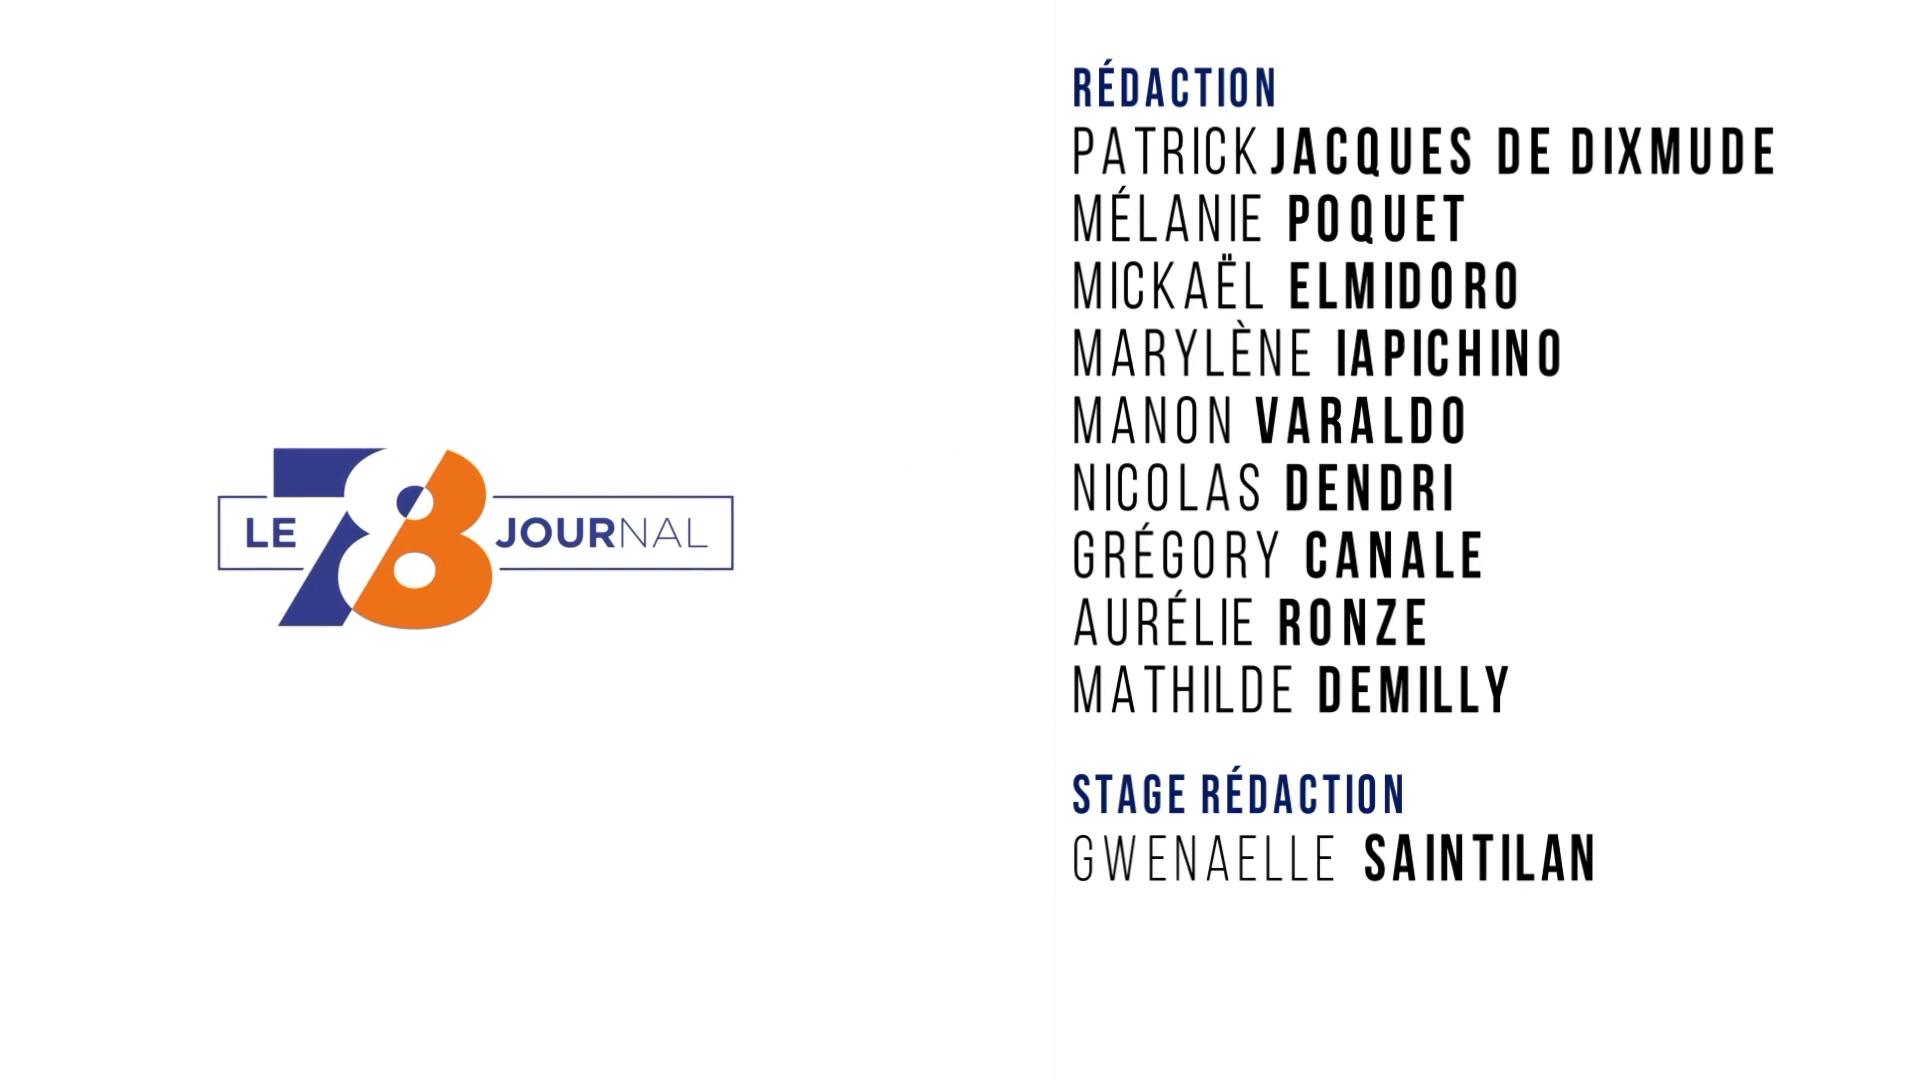 LE 78 JOURNAL
RÉDACTION
PATRICK JACQUES DE DIXMUDE
MÉLANIE POQUET
MICKAËL ELMIDORO
MARYLÈNE IAPICHINO
MANON VARALDO
NICOLAS DENDRI
GRÉGORY CANALE
AURÉLIE RONZE
MATHILDE DEMILLY
STAGE RÉDACTION
GWENAELLE SAINTILAN